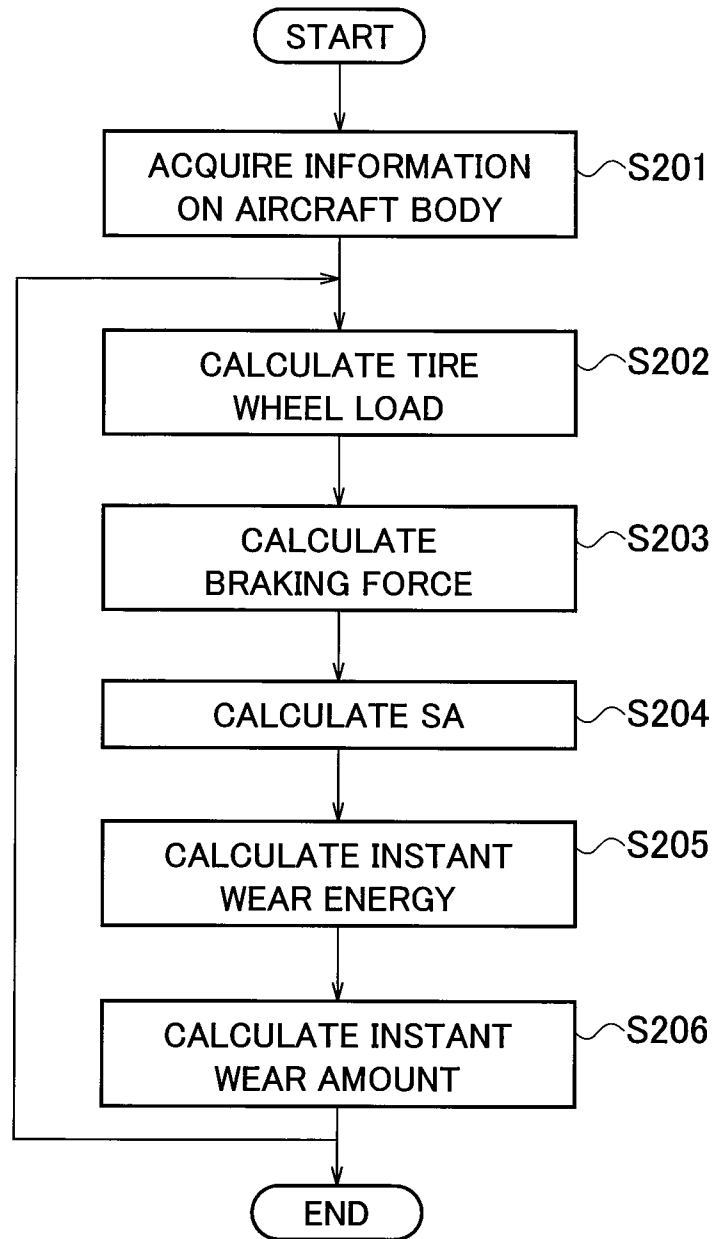 START
ACQUIRE INFORMATION
ON AIRCRAFT BODY
S201
CALCULATE TIRE
WHEEL LOAD
S202
CALCULATE
BRAKING FORCE
S203
CALCULATE SA
S204
CALCULATE INSTANT
WEAR ENERGY
S205
CALCULATE INSTANT
WEAR AMOUNT
S206
END